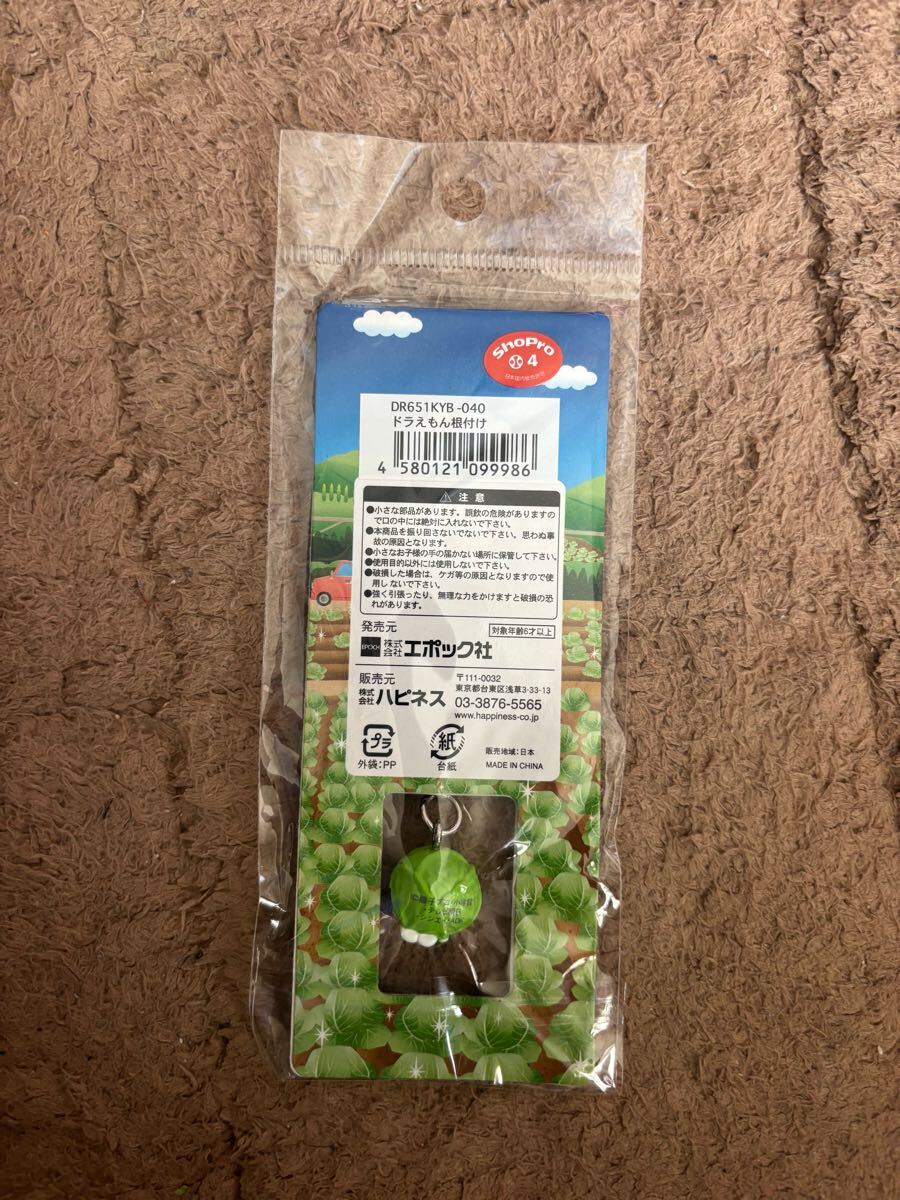 ShoPro
4
日本国内販売許可
DR651KYB-040
ドラえもん根付け
4 580121 099986
注 意
●小さな部品があります。誤飲の危険がありますの
で口の中には絶対に入れないで下さい。
●本商品を振り回さないでないで下さい。思わぬ事
故の原因となります。
●小さなお子様の手の届かない場所に保管して下さい。
●使用目的以外には使用しないで下さい。
●破損した場合は、ケガ等の原因となりますので使
用しないで下さい。
●強く引張ったり、無理な力をかけますと破損の恐
れがあります。
発売元
対象年齢6才以上
EPOCH 株式会社エポック社
販売元
株式会社ハピネス
〒111-0032
東京都台東区浅草3-33-13
03-3876-5565
www.happiness-co.jp
プラ
外袋:PP
紙
台紙
販売地域:日本
MADE IN CHINA